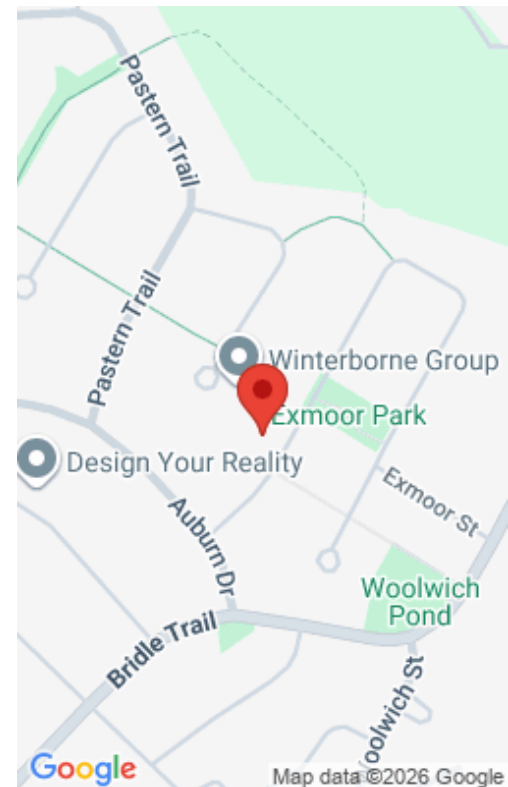 Pastern Trail
Pastern Trail
Winterborne Group
Exmoor Park
Design Your Reality
Exmoor St
Auburn Dr
Woolwich
Pond
Bridle Trail
oolwich St
Google
Map data ©2026 Google